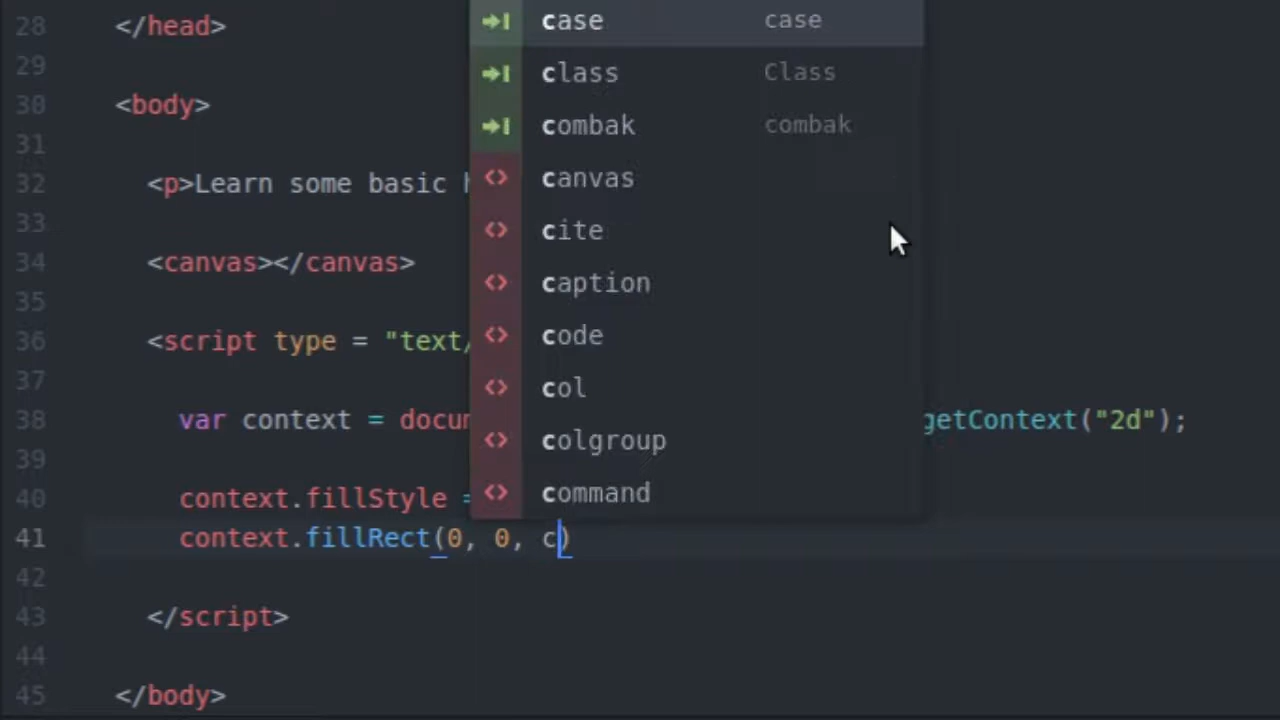 28 </head>
29
30 <body>
31
32 <p>Learn some basic
33
34 <canvas></canvas>
35
36 <script type = "text/
37
38 var context = docum getContext("2d");
39
40 context.fillStyle =
41 context.fillRect(0, 0, c)
42
43 </script>
44
45 </body>
case case
class Class
combak combak
canvas
cite
caption
code
col
colgroup
command